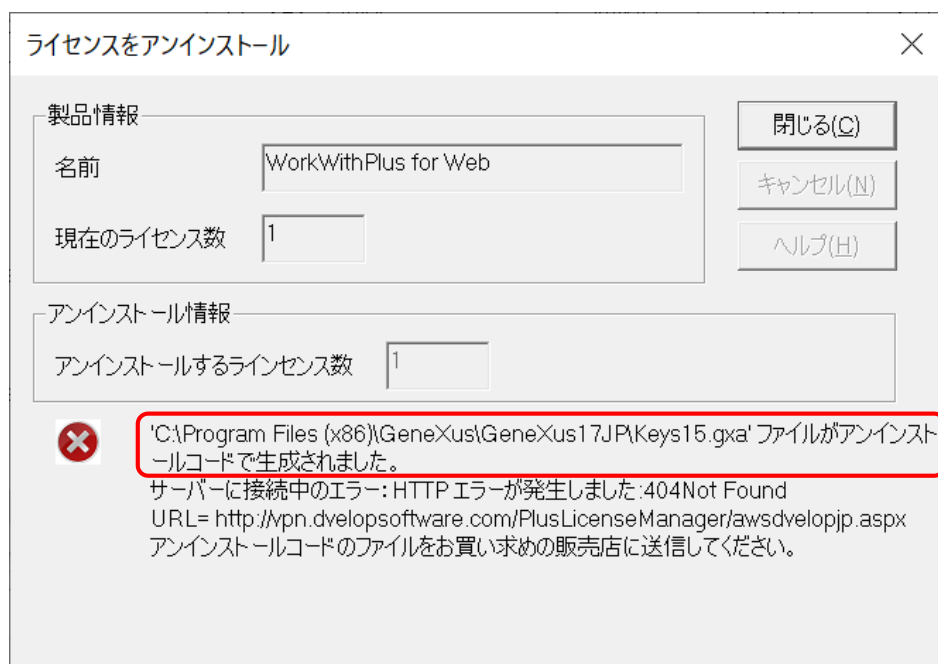 ライセンスをアンインストール
製品情報
閉じる(C)
名前
WorkWithPlus for Web
キャンセル(N)
現在のライセンス数
1
ヘルプ(H)
アンインストール情報
アンインストールするラインセンス数
1
'C:\Program Files (x86)\GeneXus\GeneXus17JP\Keys15.gxa' ファイルがアンインスト
ールコードで生成されました。
サーバーに接続中のエラー: HTTP エラーが発生しました:404Not Found
URL= http://vpn.dvelopsoftware.com/PlusLicenseManager/awsdvelopjp.aspx
アンインストールコードのファイルをお買い求めの販売店に送信してください。